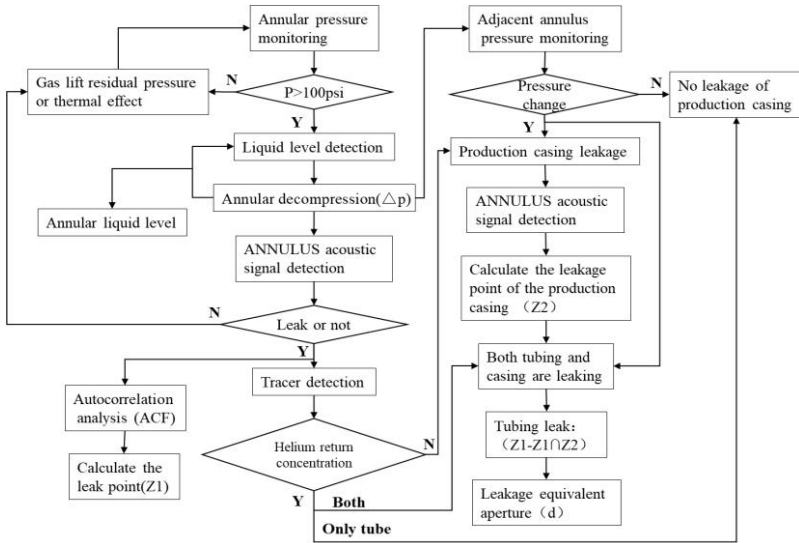 Annular pressure
monitoring
Adjacent annulus
pressure monitoring
Gas lift residual pressure
or thermal effect
N
P>100psi
Pressure
change
N
No leakage of
production casing
Y
Y
Liquid level detection
Production casing leakage
Annular decompression(△p)
Annular liquid level
ANNULUS acoustic
signal detection
ANNULUS acoustic
signal detection
Calculate the leakage
point of the production
casing （Z2）
N
Leak or not
Y
Both tubing and
casing are leaking
Tracer detection
Autocorrelation
analysis (ACF)
Tubing leak：
（Z1-Z1∩Z2）
Helium return
concentration
N
Calculate the
leak point(Z1)
Y
Both
Leakage equivalent
aperture（d）
Only tube